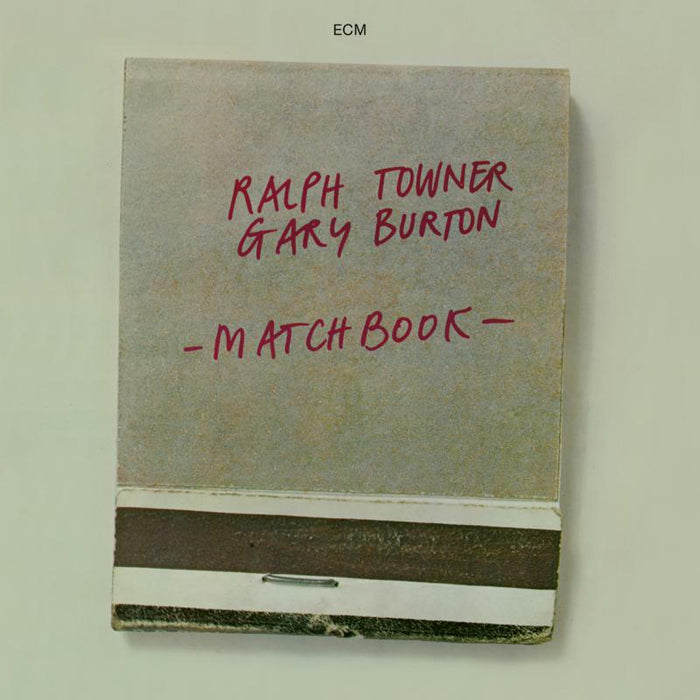 ECM
RALPH TOWNER
GARY BURTON
-MATCHBOOK-